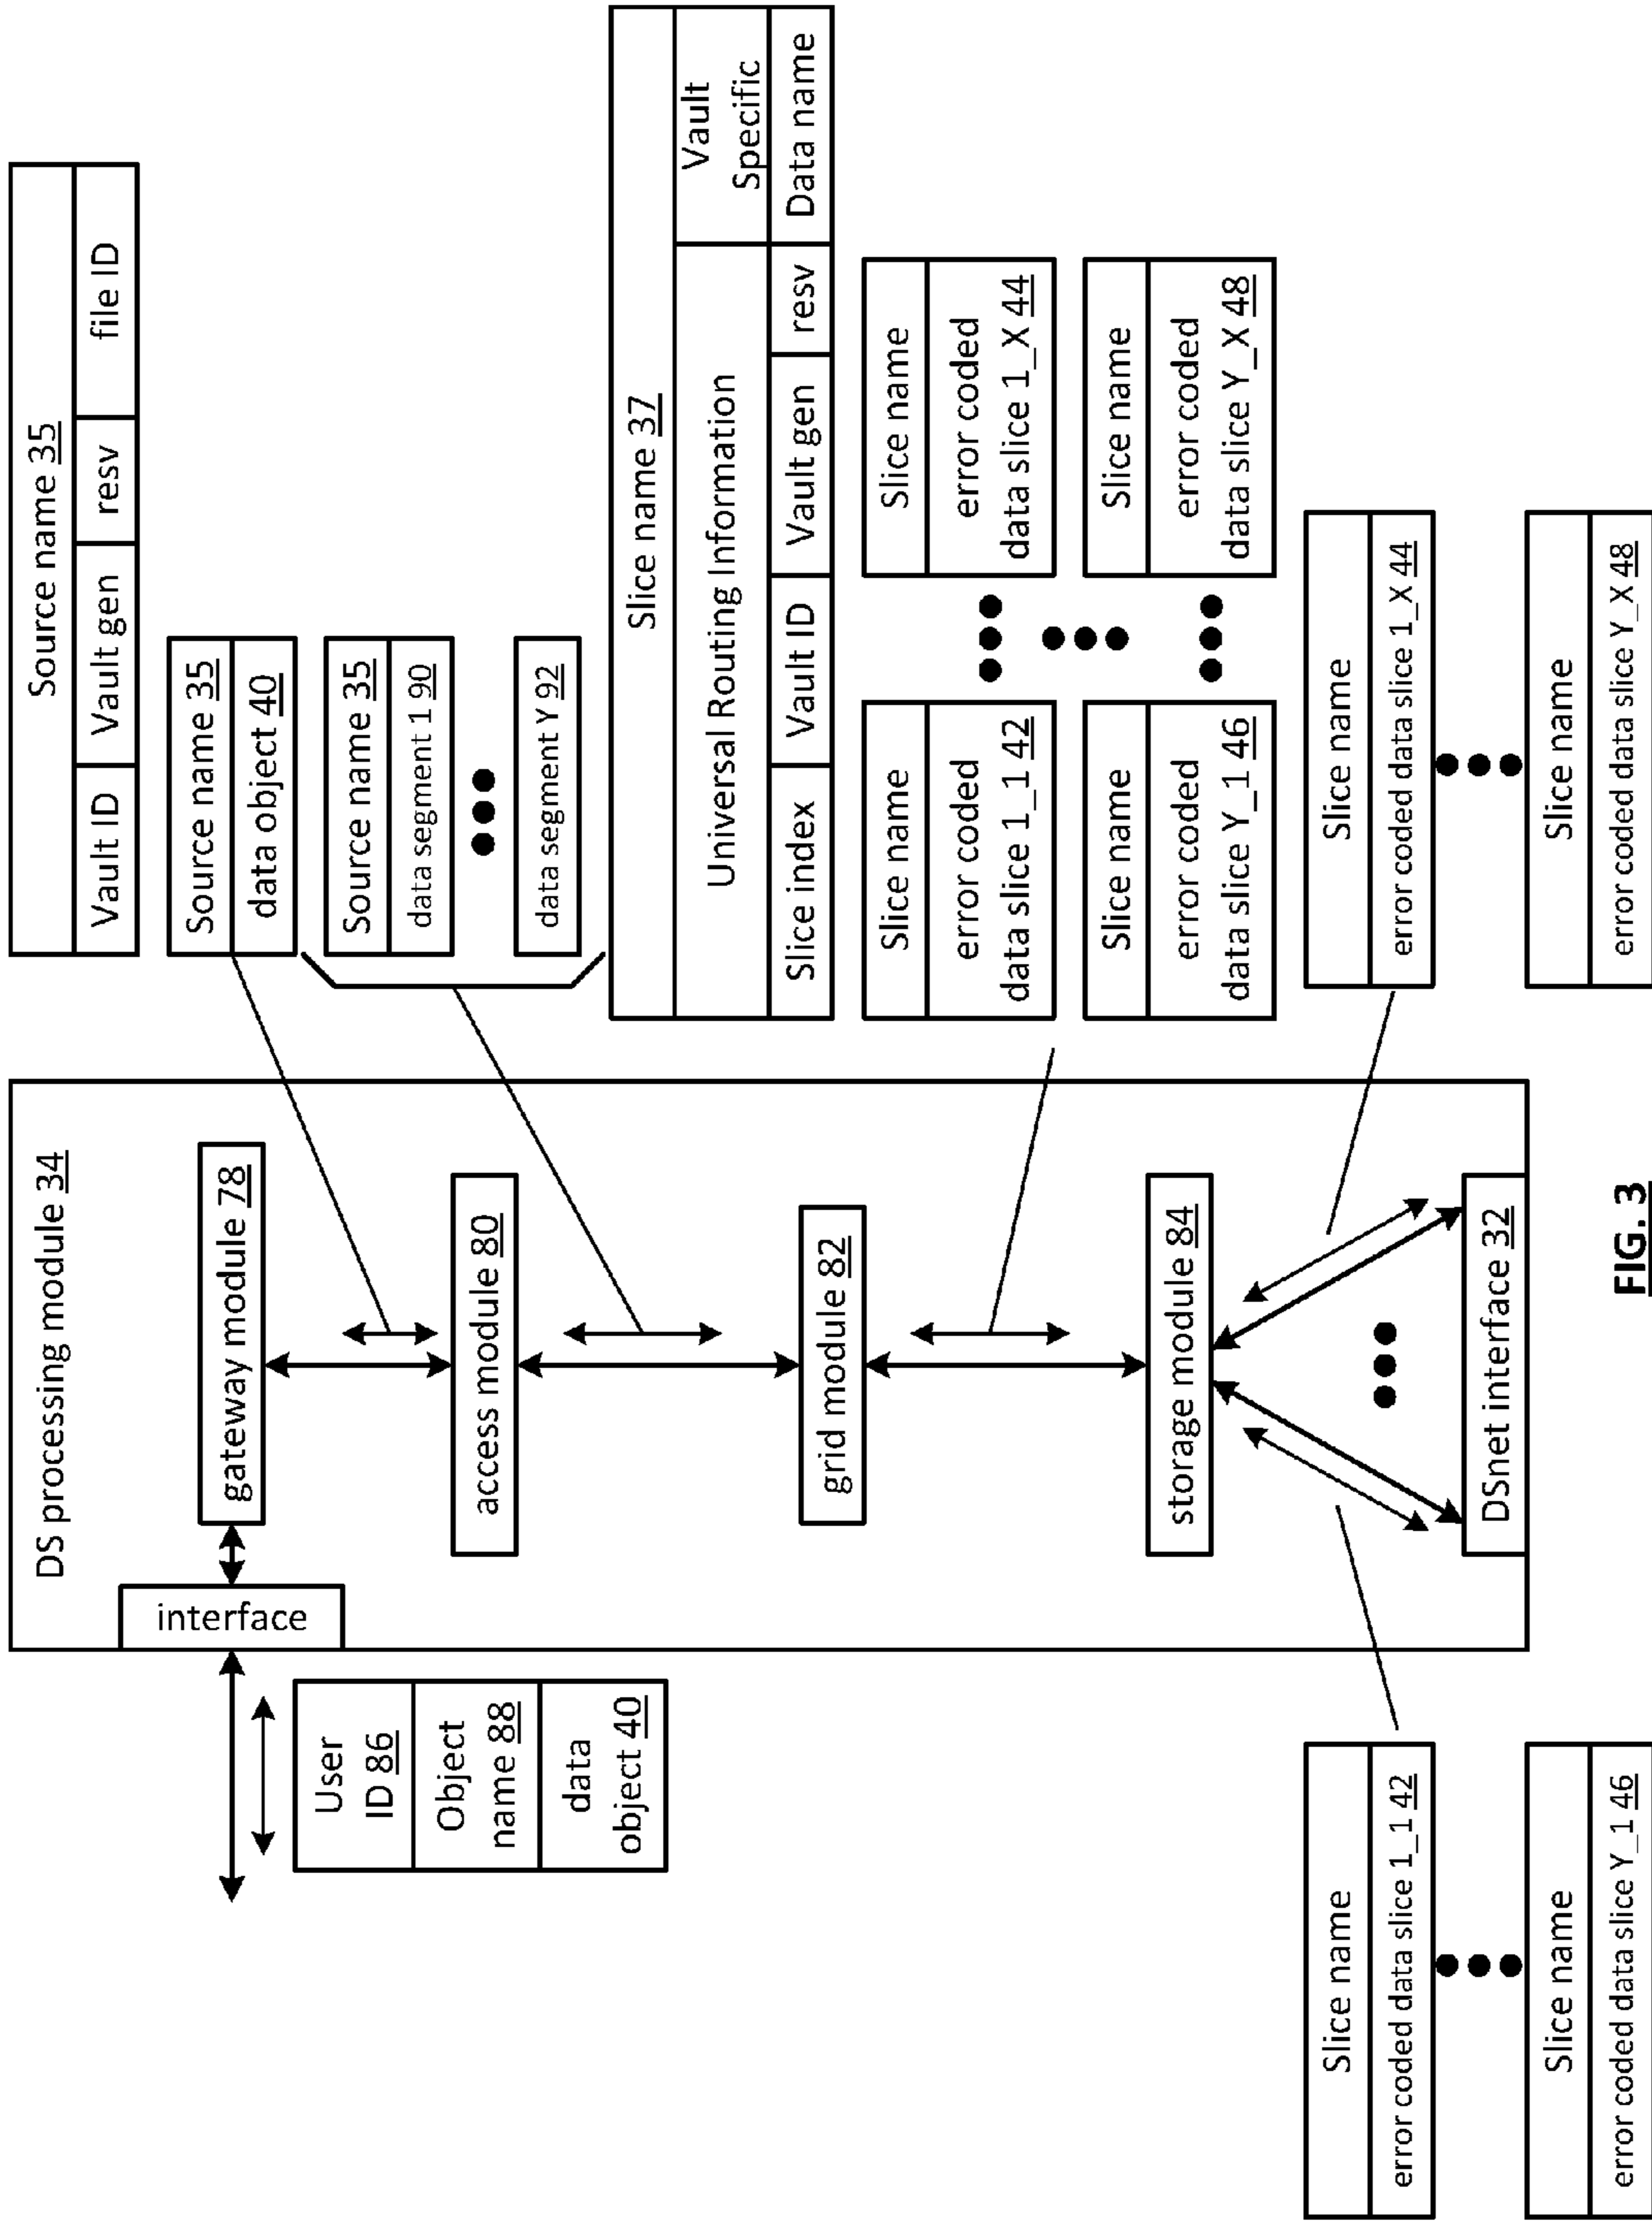 DS processing module 34
interface
gateway module 78
access module 80
grid module 82
storage module 84
DSnet interface 32
User
ID 86
Object
name 88
data
object 40
Source name 35
Vault ID
Vault gen
resv
file ID
Source name 35
data object 40
Source name 35
data segment 1 90
data segment Y 92
Slice name 37
Universal Routing Information
Vault
Specific
Slice index
Vault ID
Vault gen
resv
Data name
Slice name
error coded
data slice 1_1 42
Slice name
error coded
data slice 1_X 44
Slice name
error coded
data slice Y_1 46
Slice name
error coded
data slice Y_X 48
Slice name
error coded data slice 1_1 42
Slice name
error coded data slice Y_1 46
Slice name
error coded data slice 1_X 44
Slice name
error coded data slice Y_X 48
FIG. 3